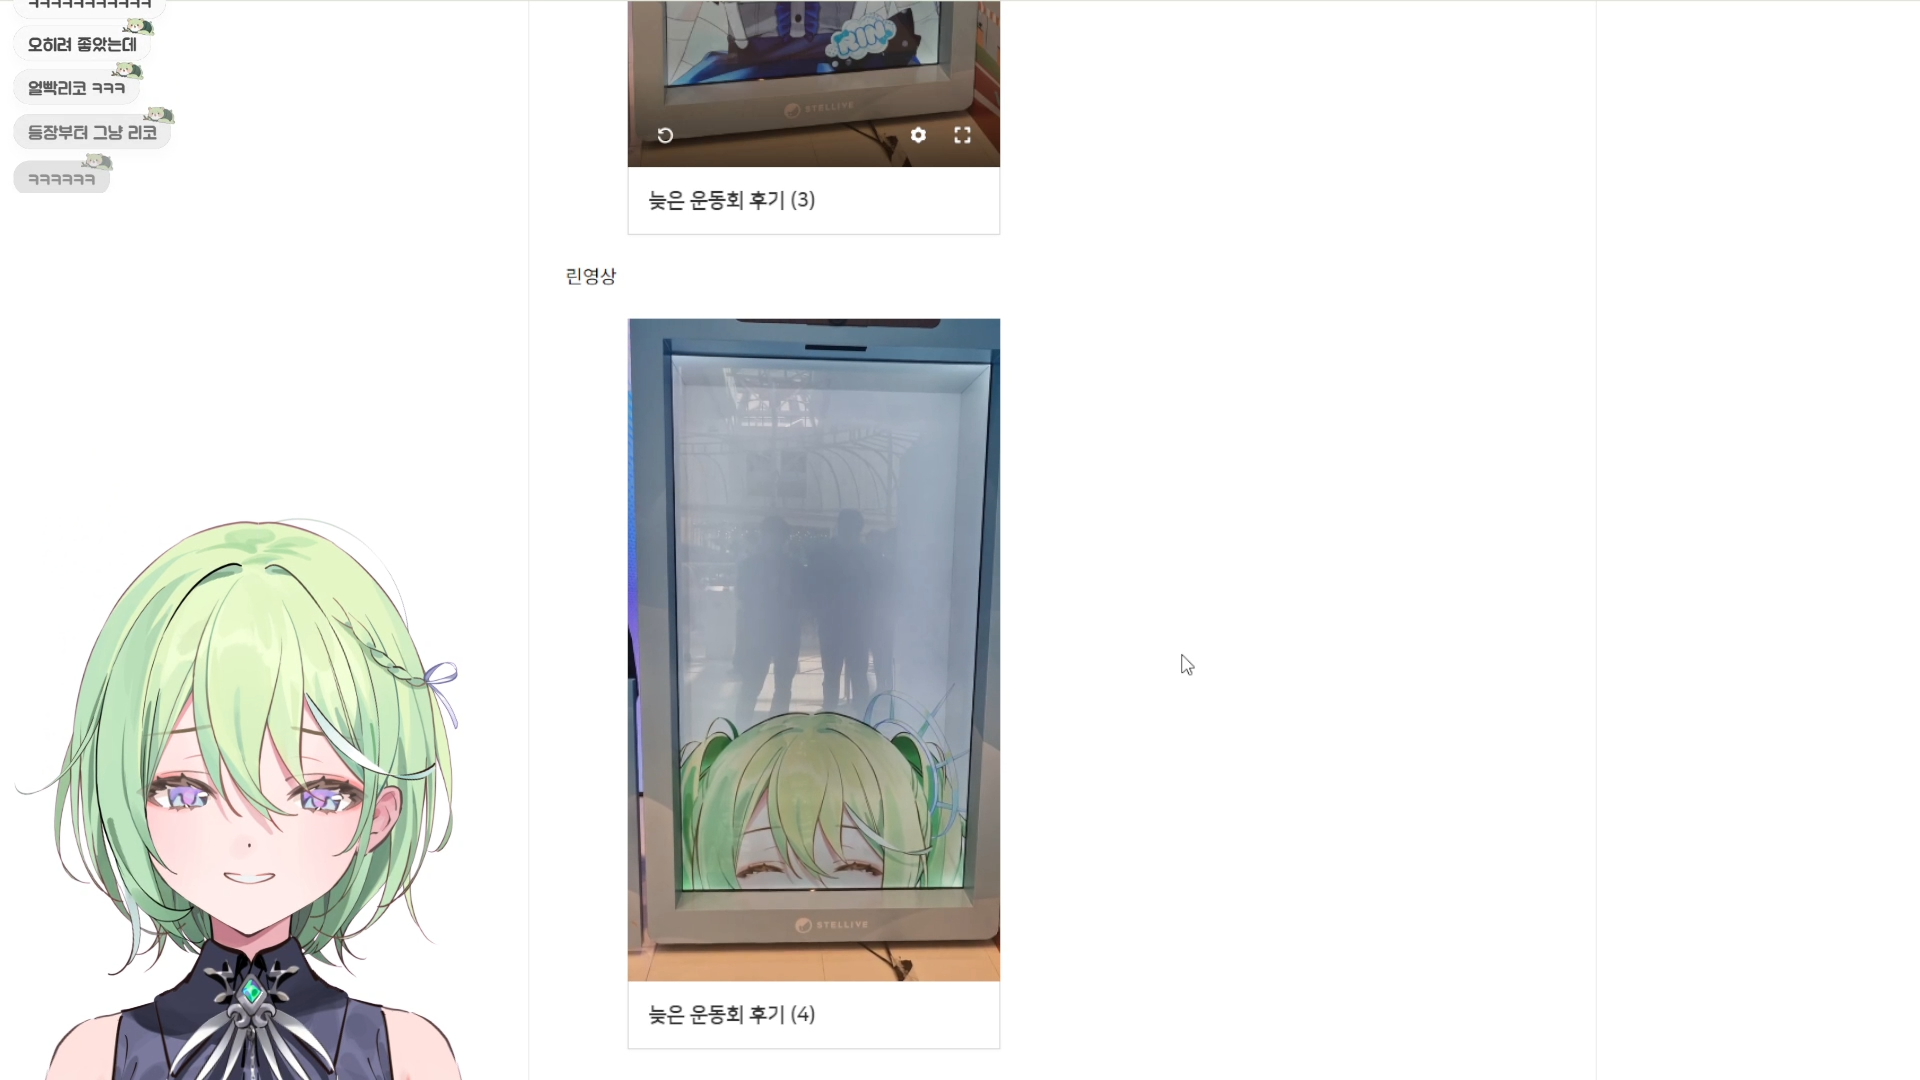 ㅋㅋㅋㅋㅋㅋㅋㅋㅋㅋㅋ
오히려 좋았는데
얼빡리코 ㅋㅋㅋ
등장부터 그냥 리코
ㅋㅋㅋㅋㅋㅋ
RIN
STELLIVE
늦은 운동회 후기 (3)
린영상
STELLIVE
늦은 운동회 후기 (4)